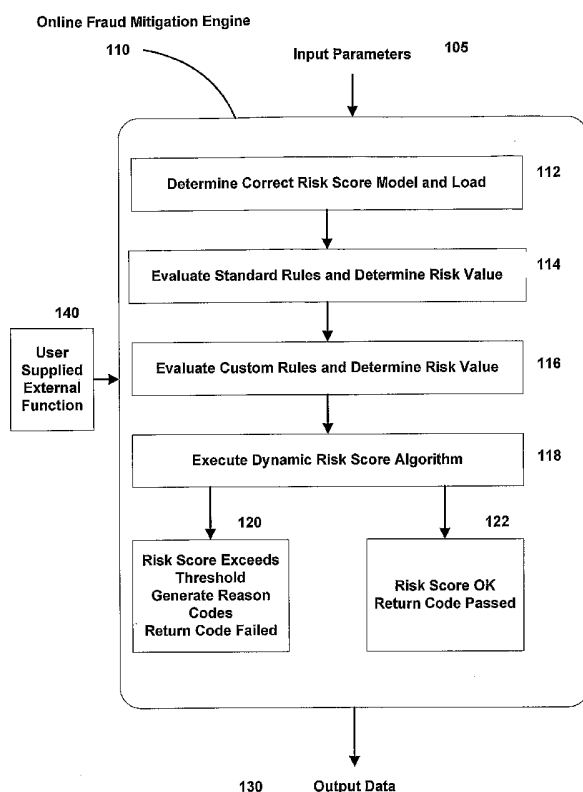 Online Fraud Mitigation Engine
110
Input Parameters 105
Determine Correct Risk Score Model and Load 112
Evaluate Standard Rules and Determine Risk Value 114
140
User
Supplied
External
Function
Evaluate Custom Rules and Determine Risk Value 116
Execute Dynamic Risk Score Algorithm 118
120
Risk Score Exceeds
Threshold
Generate Reason
Codes
Return Code Failed
122
Risk Score OK
Return Code Passed
130 Output Data